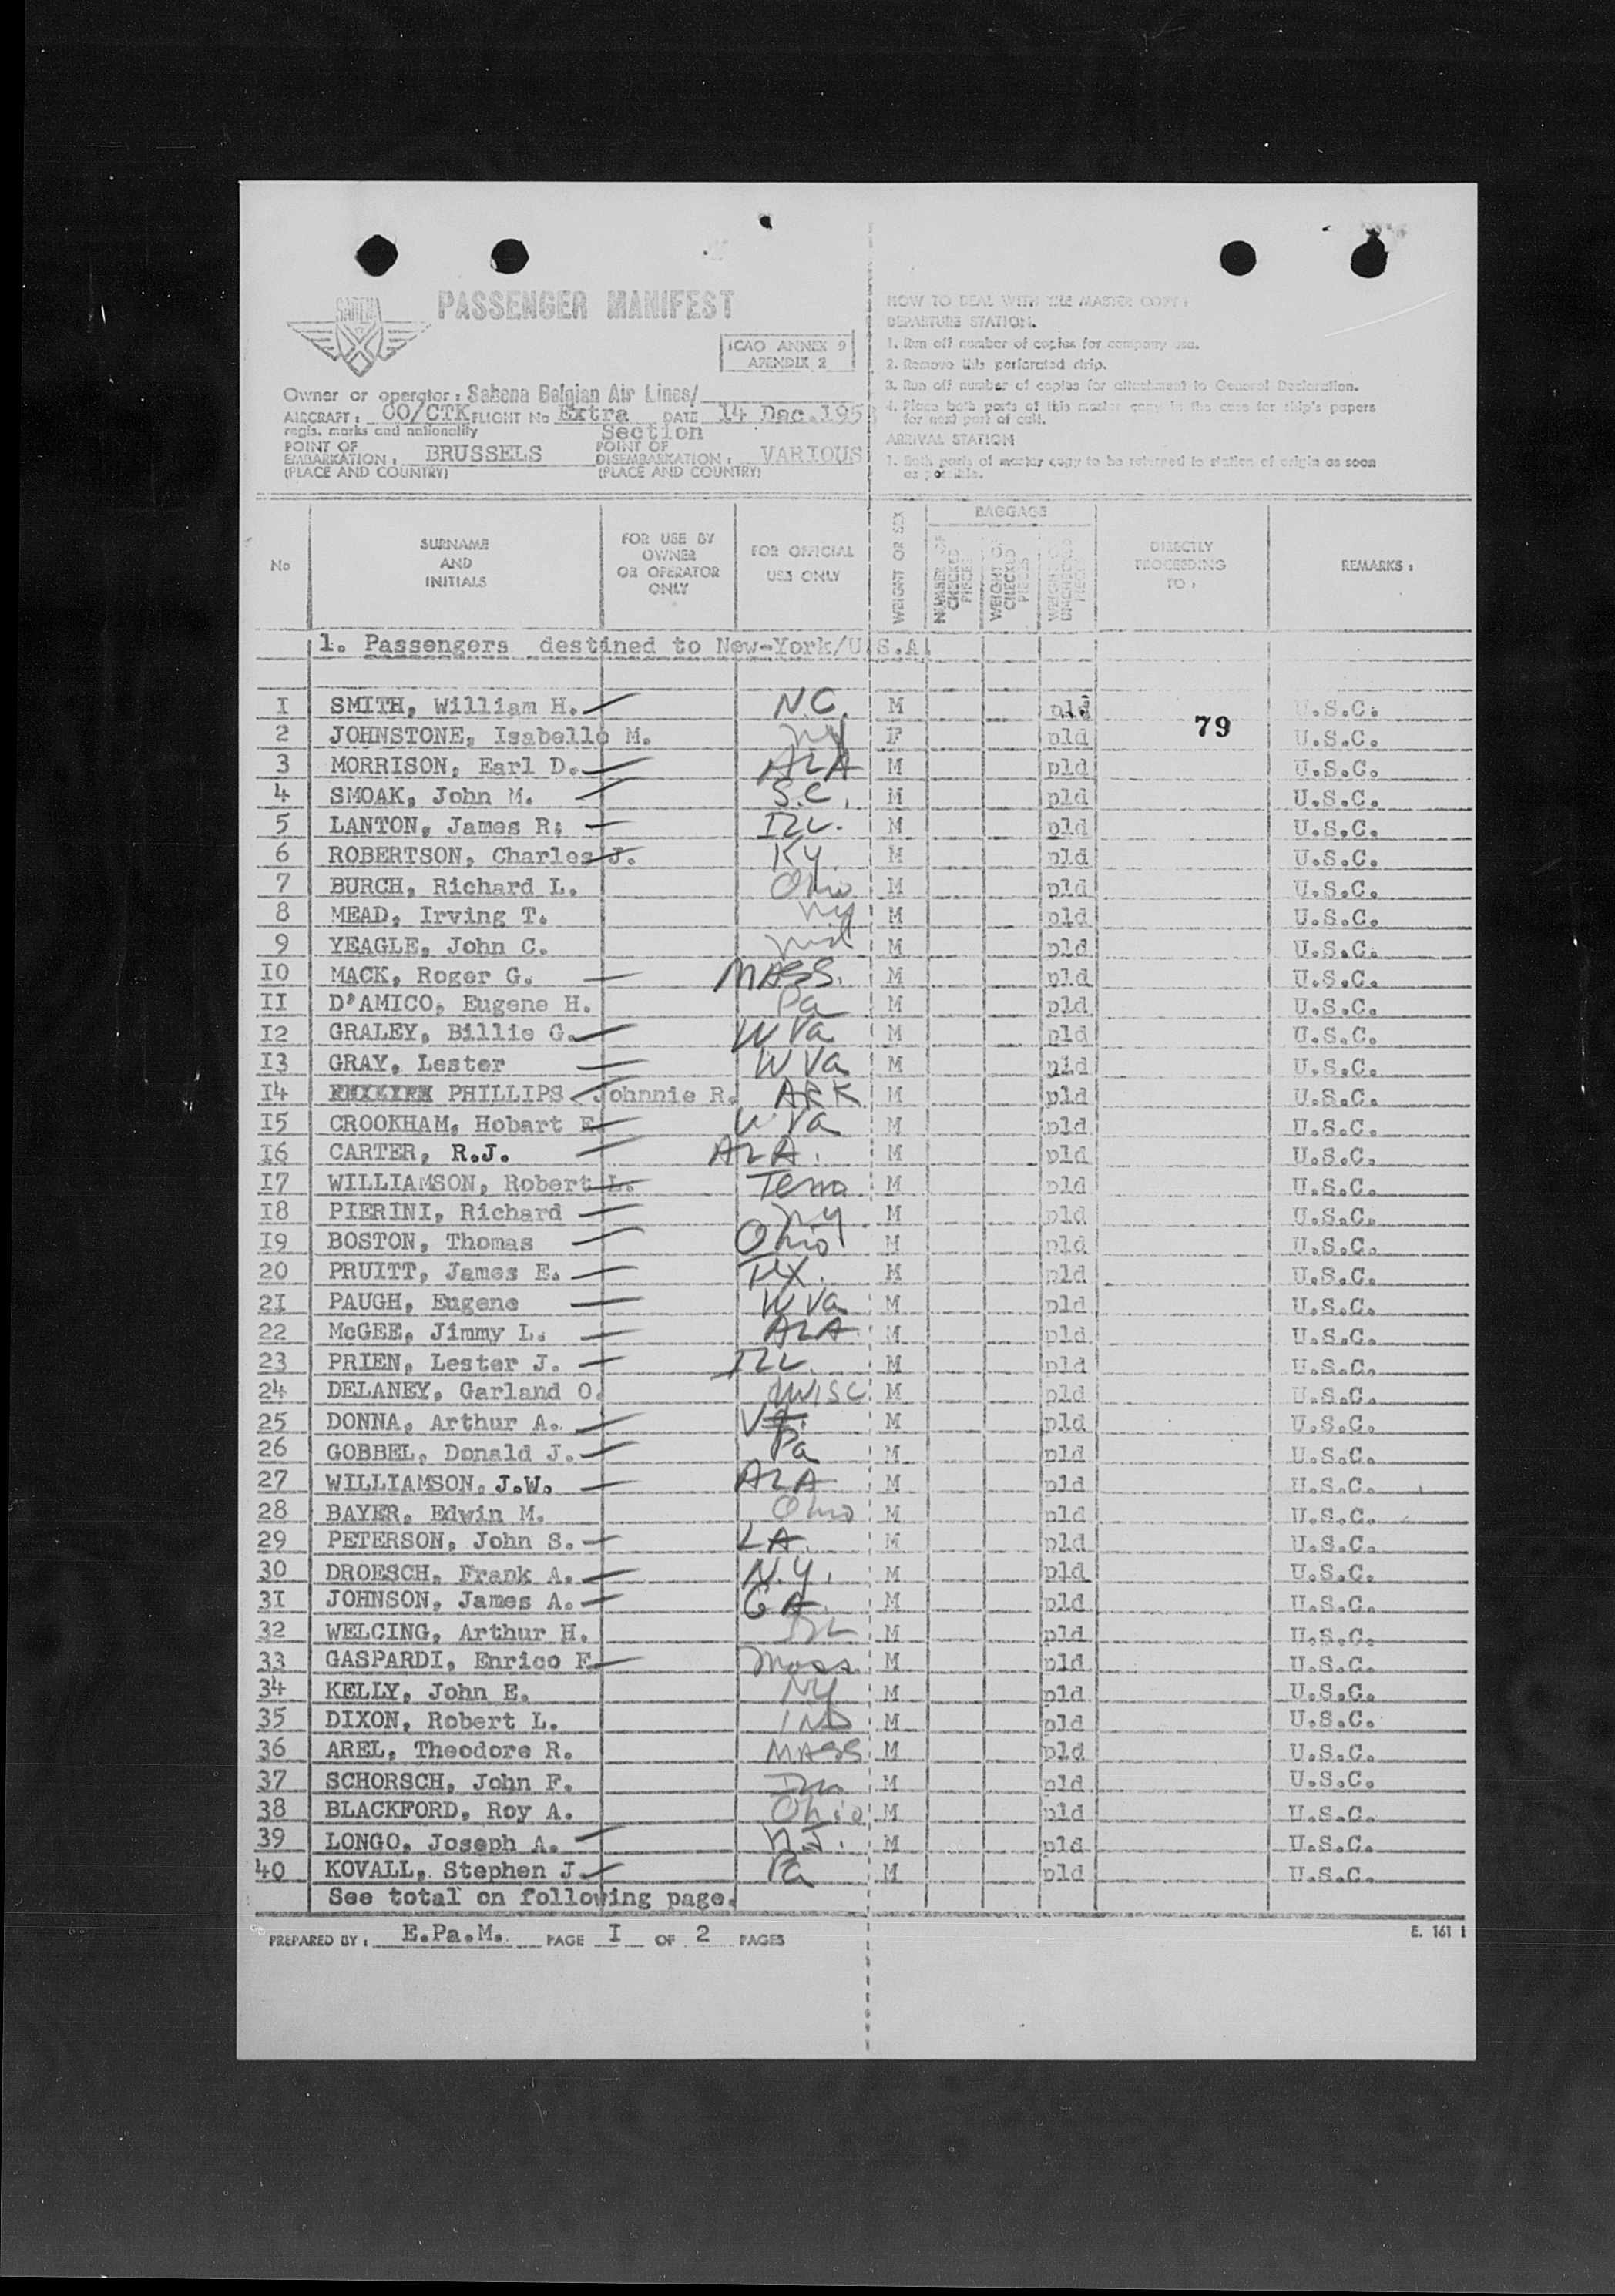 SABENA
PASSENGER MANIFEST
ICAO ANNEX 9
APENDIX 2
Owner or operator : Sabena Belgian Air Lines/
AIRCRAFT : OO/CTK FLIGHT No Extra DATE 14 Dec.195
regis. marks and nationality Section
POINT OF EMBARKATION : BRUSSELS POINT OF DISEMBARKATION : VARIOUS
(PLACE AND COUNTRY) (PLACE AND COUNTRY)
HOW TO DEAL WITH THE MASTER COPY :
DEPARTURE STATION.
1. Run off number of copies for company use.
2. Remove this perforated strip.
3. Run off number of copies for attachment to General Declaration.
4. Place both parts of this master copy in the case for ship's papers
for next port of call.
ARRIVAL STATION
1. Both parts of master copy to be returned to station of origin as soon
as possible.
No
SURNAME
AND
INITIALS
FOR USE BY
OWNER
OR OPERATOR
ONLY
FOR OFFICIAL
USE ONLY
WEIGHT OR SEX
BAGGAGE
NUMBER OF CHECKED PIECES
WEIGHT OF CHECKED PIECES
DIRECTLY
PROCEEDING
TO :
REMARKS :
1. Passengers destined to New-York/U.S.A.
I SMITH, William H. N.C. M pld U.S.C.
79
2 JOHNSTONE, Isabello M. NY F pld U.S.C.
3 MORRISON, Earl D. ALA M pld U.S.C.
4 SMOAK, John M. S.C. M pld U.S.C.
5 LANTON, James R; ILL. M pld U.S.C.
6 ROBERTSON, Charles J. Ky M pld U.S.C.
7 BURCH, Richard L. Ohio M pld U.S.C.
8 MEAD, Irving T. Ny M pld U.S.C.
9 YEAGLE, John C. M pld U.S.C.
IO MACK, Roger G. MASS. M pld U.S.C.
II D'AMICO, Eugene H. Pa M pld U.S.C.
I2 GRALEY, Billie G. W Va M pld U.S.C.
I3 GRAY, Lester W Va M pld U.S.C.
I4 PHILLIPS Johnnie R. ARK M pld U.S.C.
I5 CROOKHAM, Hobart E. W Va M pld U.S.C.
I6 CARTER, R.J. ALA. M pld U.S.C.
I7 WILLIAMSON, Robert L. Tenn M pld U.S.C.
I8 PIERINI, Richard Ny M pld U.S.C.
I9 BOSTON, Thomas Ohio M pld U.S.C.
20 PRUITT, James E. TEX. M pld U.S.C.
2I PAUGH, Eugene W Va M pld U.S.C.
22 McGEE, Jimmy L. ALA M pld U.S.C.
23 PRIEN, Lester J. ILL. M pld U.S.C.
24 DELANEY, Garland O. WISC M pld U.S.C.
25 DONNA, Arthur A. VA. M pld U.S.C.
26 GOBBEL, Donald J. Pa M pld U.S.C.
27 WILLIAMSON, J.W. ALA M pld U.S.C.
28 BAYER, Edwin M. Ohio M pld U.S.C.
29 PETERSON, John S. LA. M pld U.S.C.
30 DROESCH, Frank A. N.Y. M pld U.S.C.
3I JOHNSON, James A. GA. M pld U.S.C.
32 WELCING, Arthur H. ILL M pld U.S.C.
33 GASPARDI, Enrico F. Mass. M pld U.S.C.
34 KELLY, John E. NY M pld U.S.C.
35 DIXON, Robert L. IND M pld U.S.C.
36 AREL, Theodore R. MASS M pld U.S.C.
37 SCHORSCH, John F. M pld U.S.C.
38 BLACKFORD, Roy A. Ohio M pld U.S.C.
39 LONGO, Joseph A. N.J. M pld U.S.C.
40 KOVALL, Stephen J. Pa M pld U.S.C.
See total on following page.
PREPARED BY : E.Pa.M. PAGE I OF 2 PAGES
E. 161 I